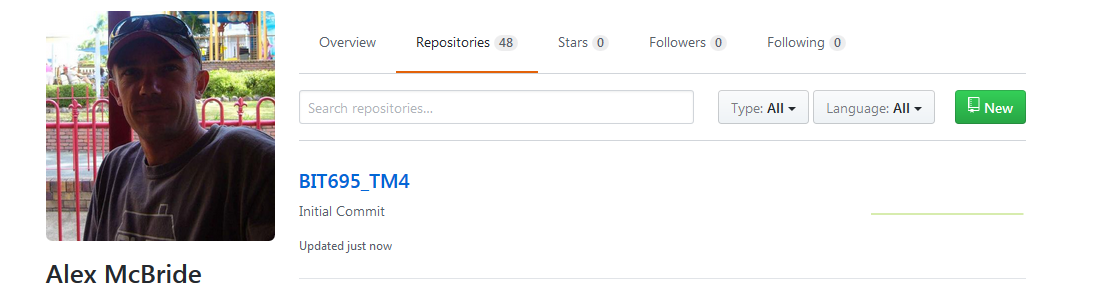 Overview Repositories 48 Stars 0 Followers 0 Following 0
Search repositories... Type: All Language: All New
BIT695_TM4
Initial Commit
Updated just now
Alex McBride